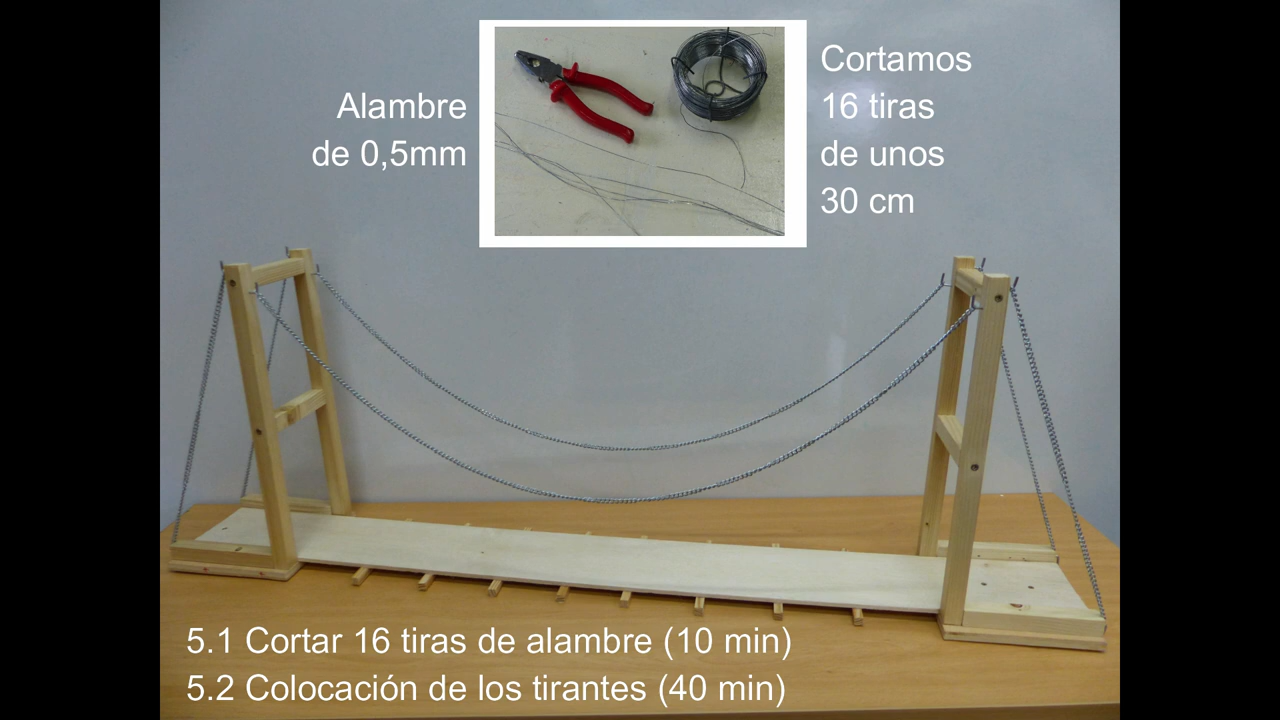 Alambre
de 0,5mm
Cortamos
16 tiras
de unos
30 cm
5.1 Cortar 16 tiras de alambre (10 min)
5.2 Colocación de los tirantes (40 min)